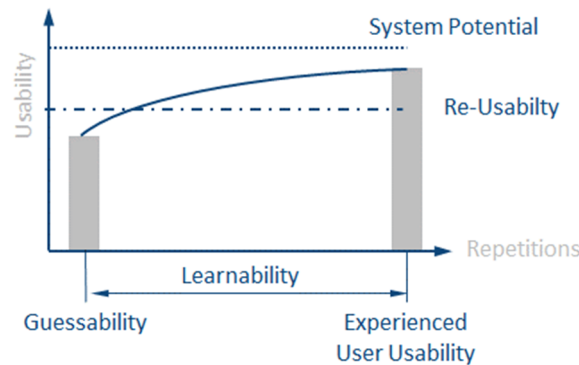 System Potential
Usability
Re-Usabilty
Repetitions
Learnability
Guessability
Experienced
User Usability